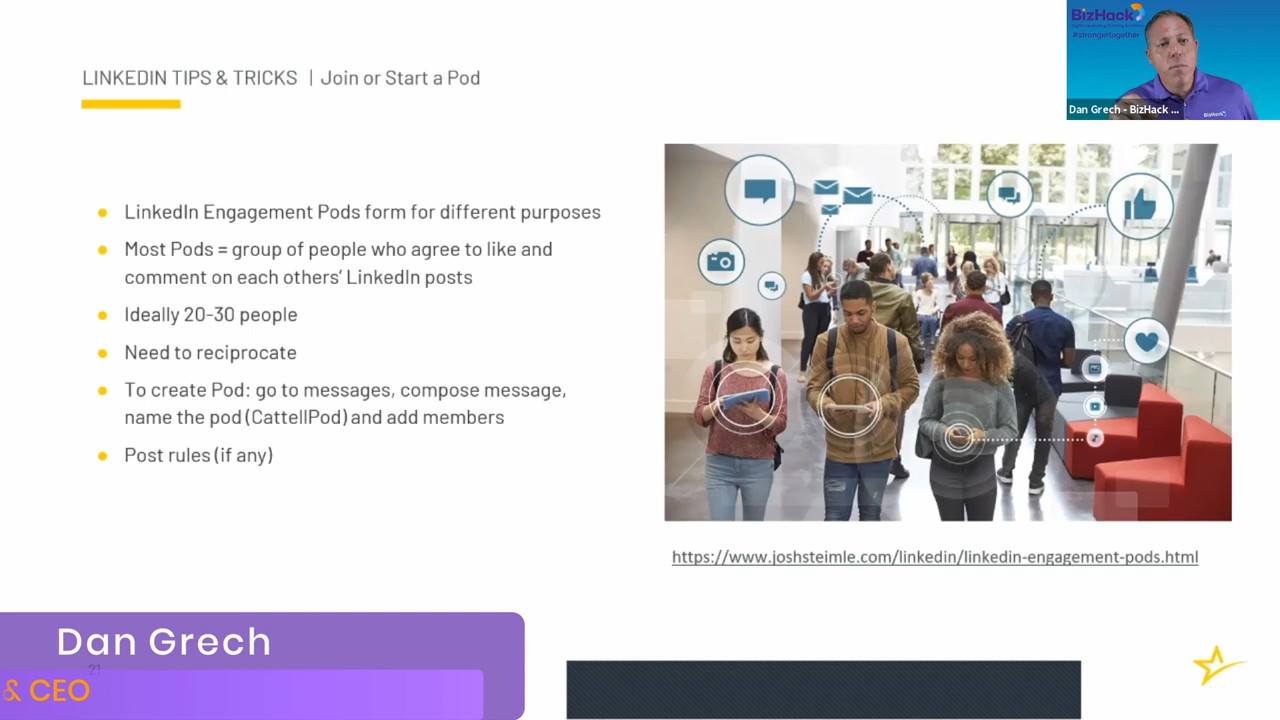 BizHack
#strongertogether
Dan Grech - BizHack ...
LINKEDIN TIPS & TRICKS | Join or Start a Pod
LinkedIn Engagement Pods form for different purposes
Most Pods = group of people who agree to like and
comment on each others' LinkedIn posts
Ideally 20-30 people
Need to reciprocate
To create Pod: go to messages, compose message,
name the pod (CattellPod) and add members
Post rules (if any)
https://www.joshsteimle.com/linkedin/linkedin-engagement-pods.html
Dan Grech
21
& CEO